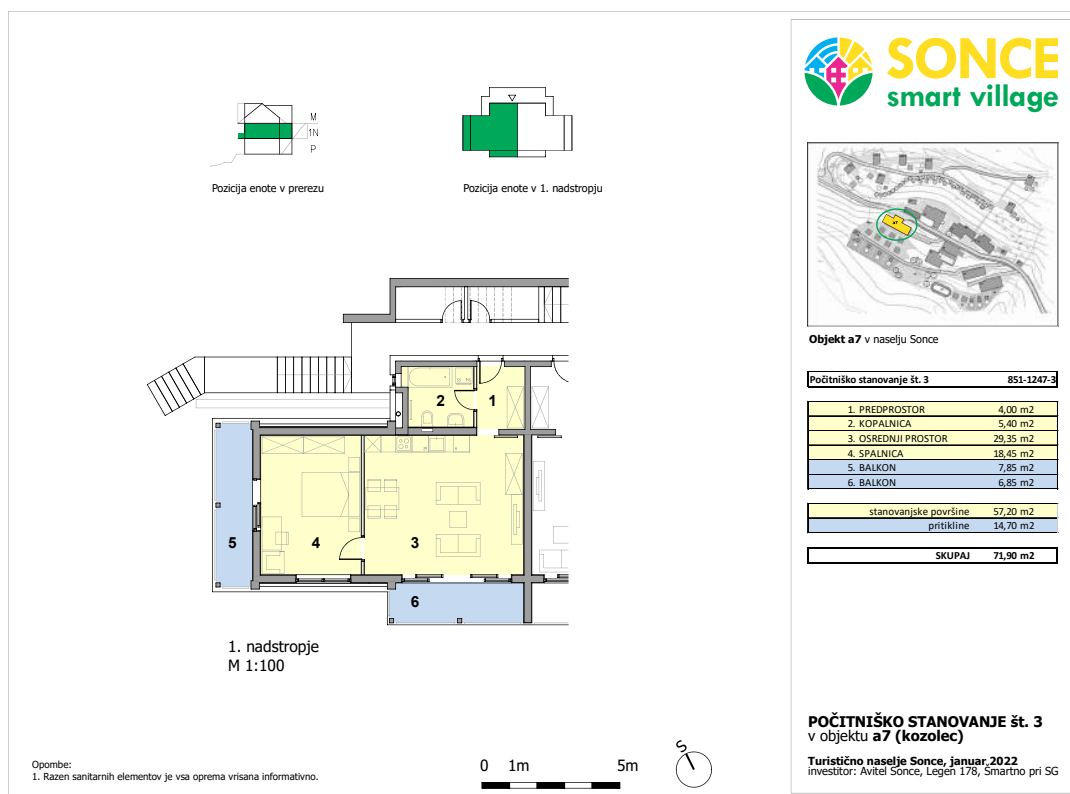 SONCE
smart village
M
1N
P
Pozicija enote v prerezu
Pozicija enote v 1. nadstropju
a7
Objekt a7 v naselju Sonce
Počitniško stanovanje št. 3 851-1247-3
1. PREDPROSTOR 4,00 m2
2. KOPALNICA 5,40 m2
3. OSREDNJI PROSTOR 29,35 m2
4. SPALNICA 18,45 m2
5. BALKON 7,85 m2
6. BALKON 6,85 m2
stanovanjske površine 57,20 m2
pritikline 14,70 m2
SKUPAJ 71,90 m2
2
1
5
4
3
6
1. nadstropje
M 1:100
Opombe:
1. Razen sanitarnih elementov je vsa oprema vrisana informativno.
0 1m 5m
S
POČITNIŠKO STANOVANJE št. 3
v objektu a7 (kozolec)
Turistično naselje Sonce, januar 2022
investitor: Avitel Sonce, Legen 178, Šmartno pri SG